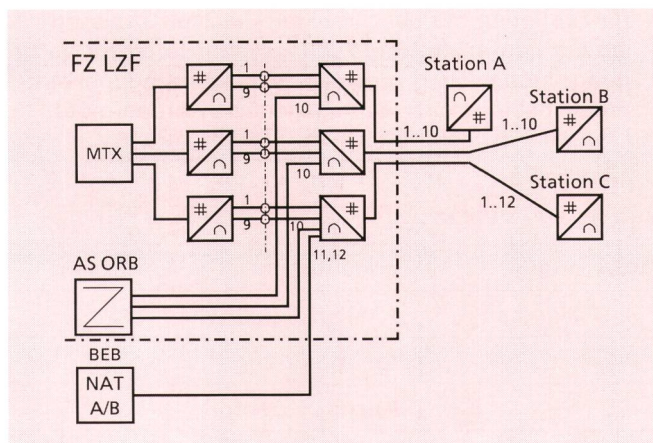 FZ LZF
Station A
Station B
Station C
MTX
1
9
10
1
9
10
1
9
10
11,12
1..10
1..10
1..12
#
#
#
#
#
#
#
#
#
AS ORB
BEB
NAT
A/B